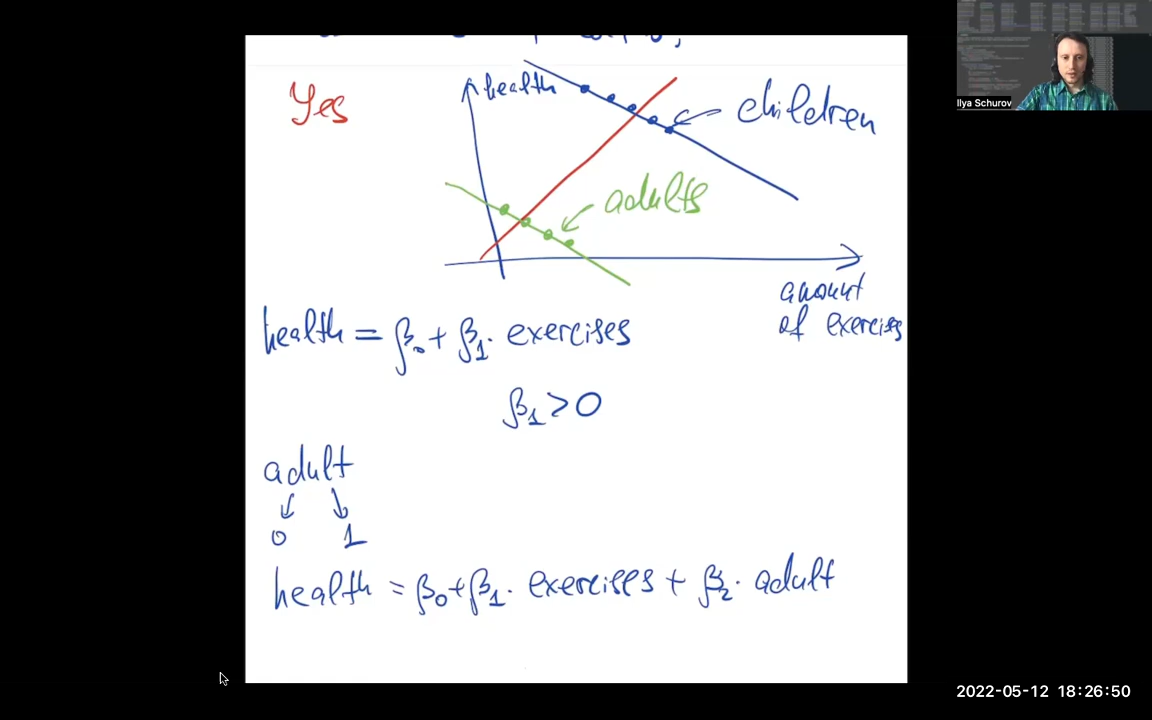 Yes
health
children
adults
amount
of exercises
health = β₀ + β₁ · exercises
β₁ > 0
adult
0 1
health = β₀ + β₁ · exercises + β₂ · adult
Ilya Schurov
2022-05-12 18:26:50